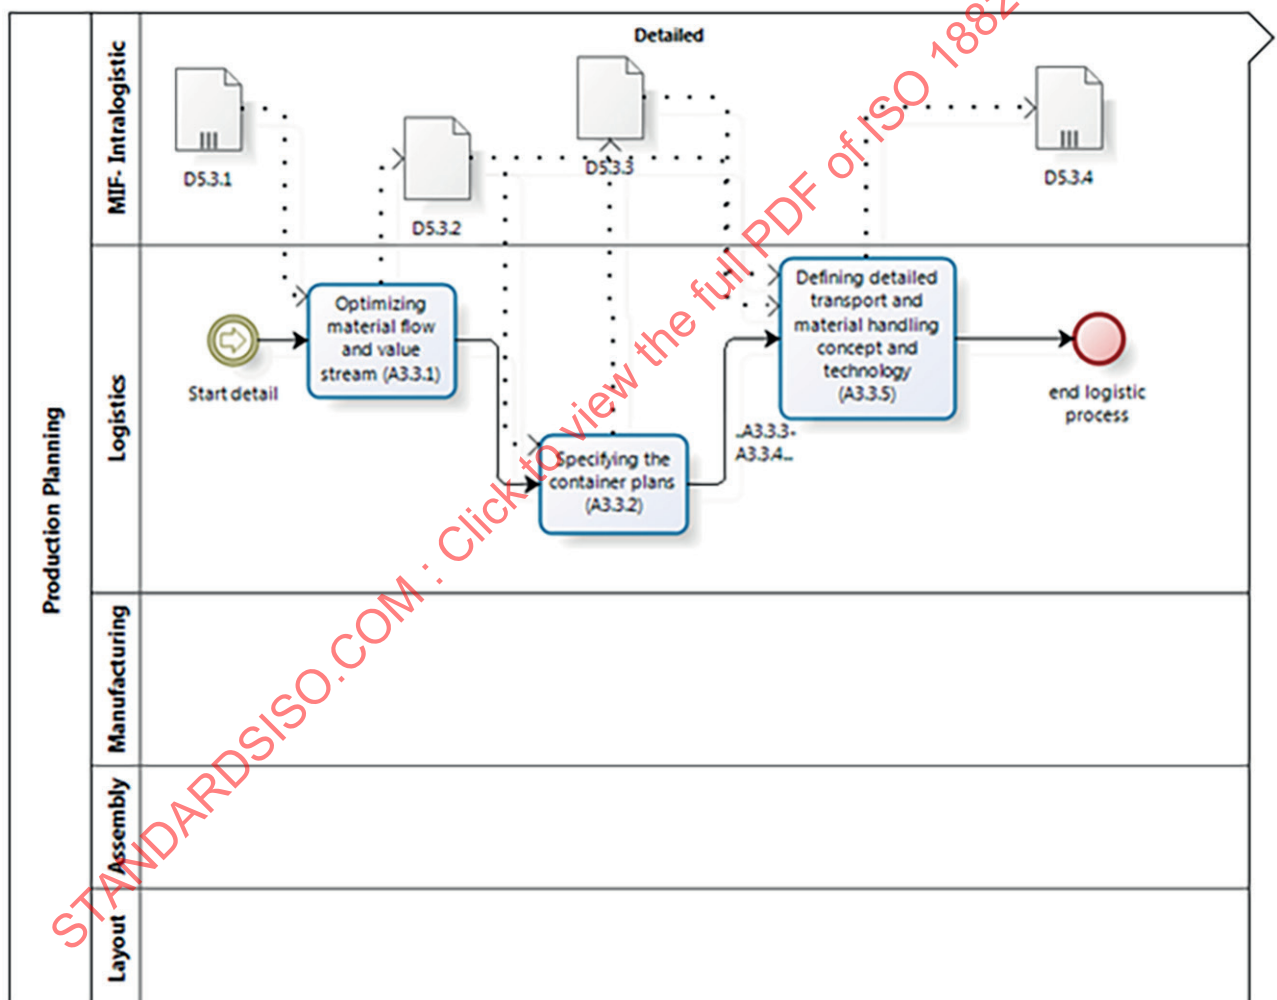 Detailed
Production Planning
MIF- Intralogistic
D5.3.1
D5.3.2
D5.3.3
D5.3.4
Logistics
Start detail
Optimizing
material flow
and value
stream (A3.3.1)
Specifying the
container plans
(A3.3.2)
..A3.3.3-
A3.3.4...
Defining detailed
transport and
material handling
concept and
technology
(A3.3.5)
end logistic
process
Manufacturing
Assembly
Layout
STANDARDSISO.COM : Click to view the full PDF of ISO 1882